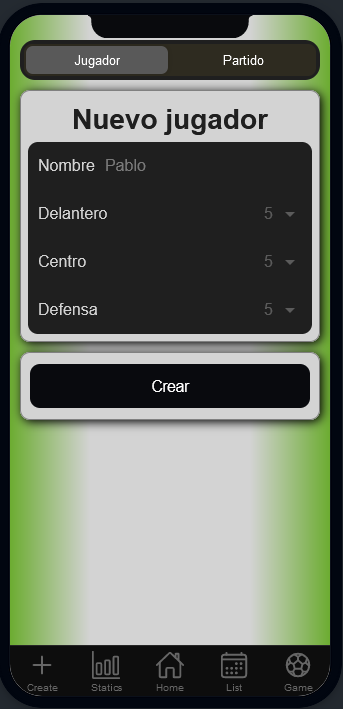 Jugador Partido
Nuevo jugador
Nombre Pablo
Delantero 5
Centro 5
Defensa 5
Crear
Create Statics Home List Game